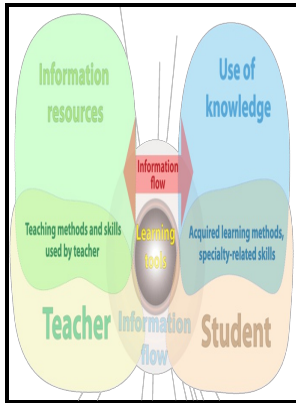 Information
resources
Use of
knowledge
Information
flow
Teaching methods and skills
used by teacher
Learning
tools
Acquired learning methods,
specialty-related skills
Teacher
Information
flow
Student